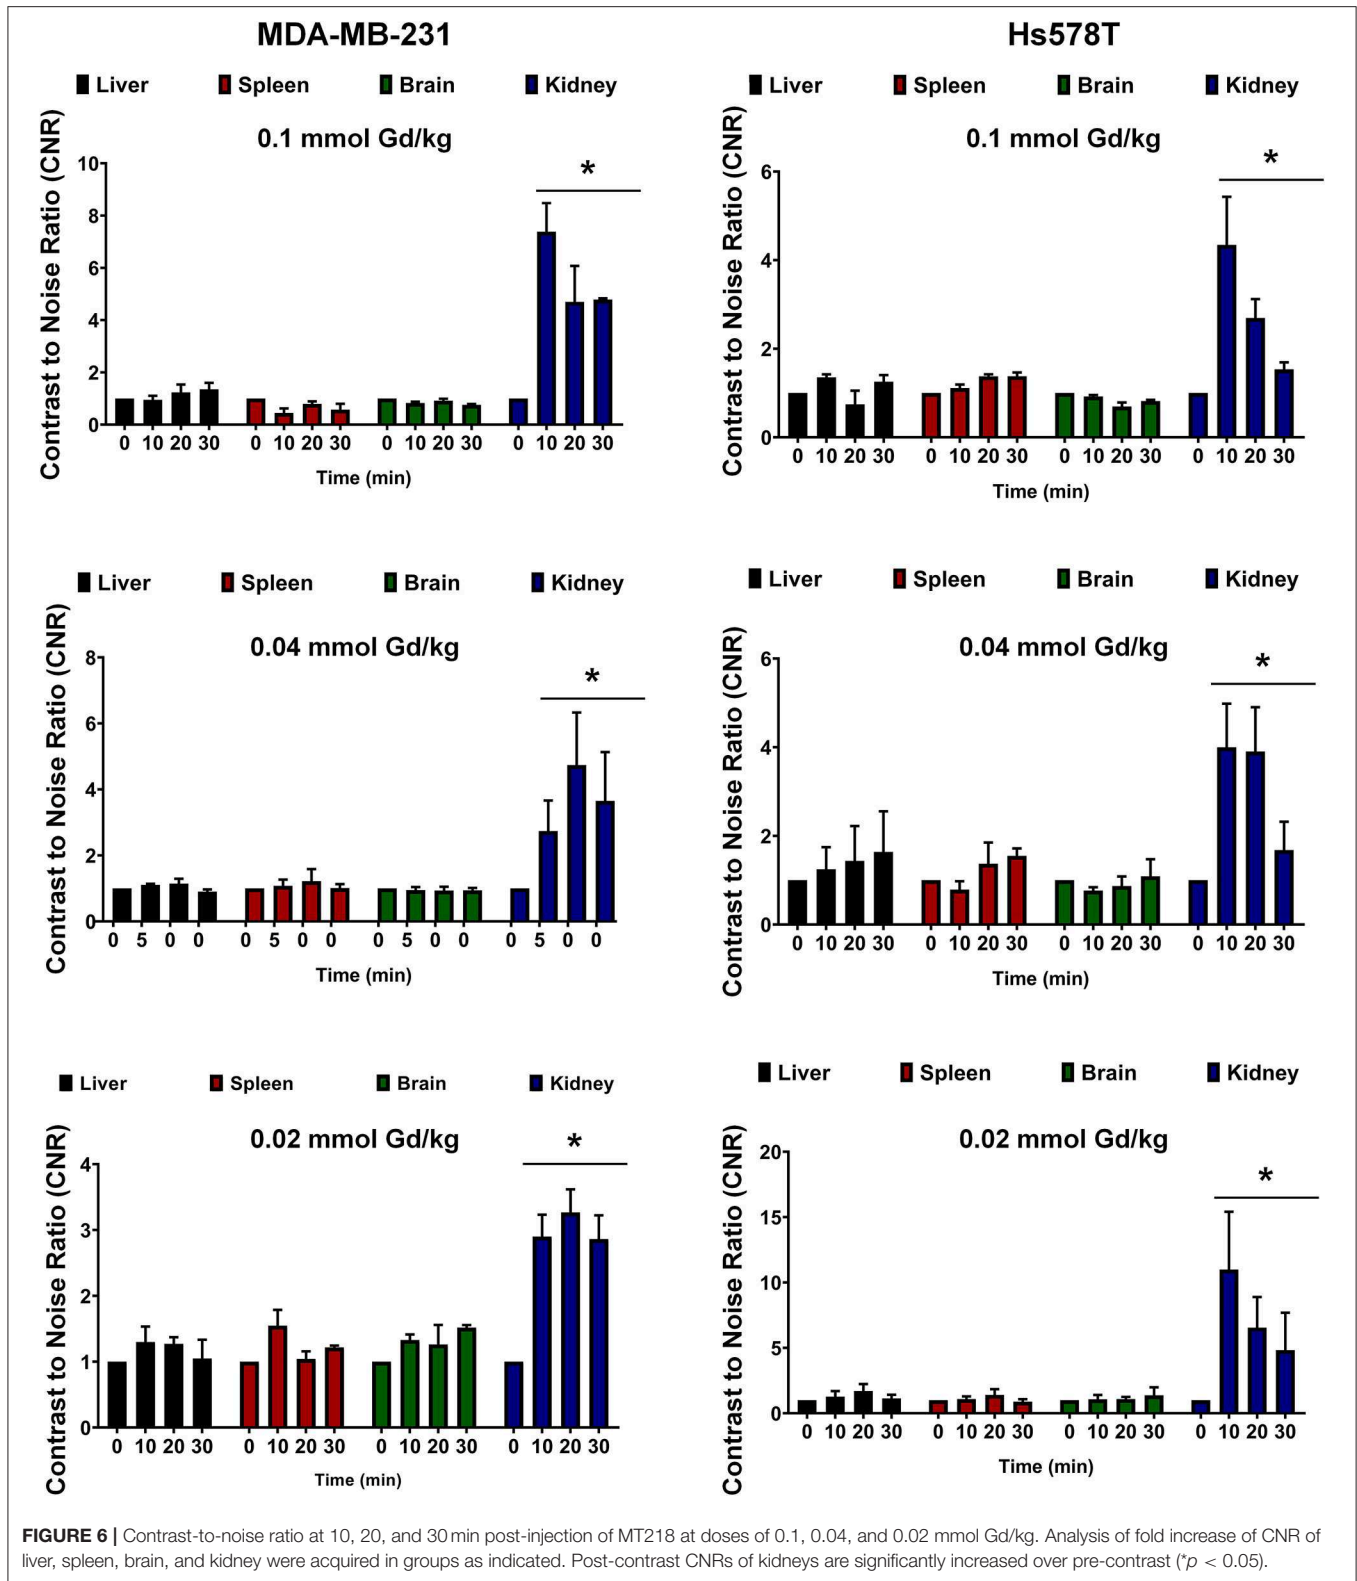 MDA-MB-231
Hs578T
Liver Spleen Brain Kidney
0.1 mmol Gd/kg
Contrast to Noise Ratio (CNR)
10
8
6
4
2
0
*
0 10 20 30 0 10 20 30 0 10 20 30 0 10 20 30
Time (min)
Liver Spleen Brain Kidney
0.1 mmol Gd/kg
Contrast to Noise Ratio (CNR)
6
4
2
0
*
0 10 20 30 0 10 20 30 0 10 20 30 0 10 20 30
Time (min)
Liver Spleen Brain Kidney
0.04 mmol Gd/kg
Contrast to Noise Ratio (CNR)
8
6
4
2
0
*
0 5 0 0 0 5 0 0 0 5 0 0 0 5 0 0
Time (min)
Liver Spleen Brain Kidney
0.04 mmol Gd/kg
Contrast to Noise Ratio (CNR)
6
4
2
0
*
0 10 20 30 0 10 20 30 0 10 20 30 0 10 20 30
Time (min)
Liver Spleen Brain Kidney
0.02 mmol Gd/kg
Contrast to Noise Ratio (CNR)
4
3
2
1
0
*
0 10 20 30 0 10 20 30 0 10 20 30 0 10 20 30
Time (min)
Liver Spleen Brain Kidney
0.02 mmol Gd/kg
Contrast to Noise Ratio (CNR)
20
15
10
5
0
*
0 10 20 30 0 10 20 30 0 10 20 30 0 10 20 30
Time (min)
FIGURE 6 | Contrast-to-noise ratio at 10, 20, and 30 min post-injection of MT218 at doses of 0.1, 0.04, and 0.02 mmol Gd/kg. Analysis of fold increase of CNR of
liver, spleen, brain, and kidney were acquired in groups as indicated. Post-contrast CNRs of kidneys are significantly increased over pre-contrast (*p < 0.05).